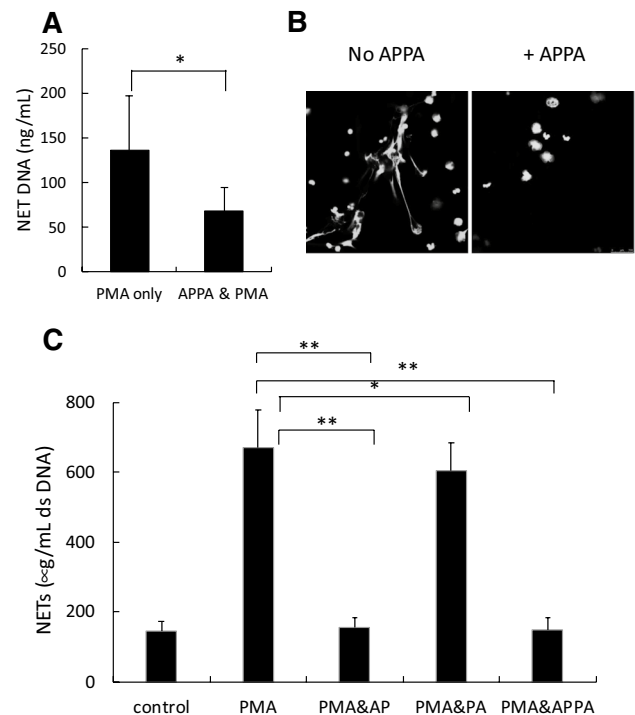 A
250
200
150
100
50
0
NET DNA (ng/mL)
*
PMA only
APPA & PMA
B
No APPA
+ APPA
C
**
**
*
**
800
600
400
200
0
NETs (∝g/mL ds DNA)
control
PMA
PMA&AP
PMA&PA
PMA&APPA